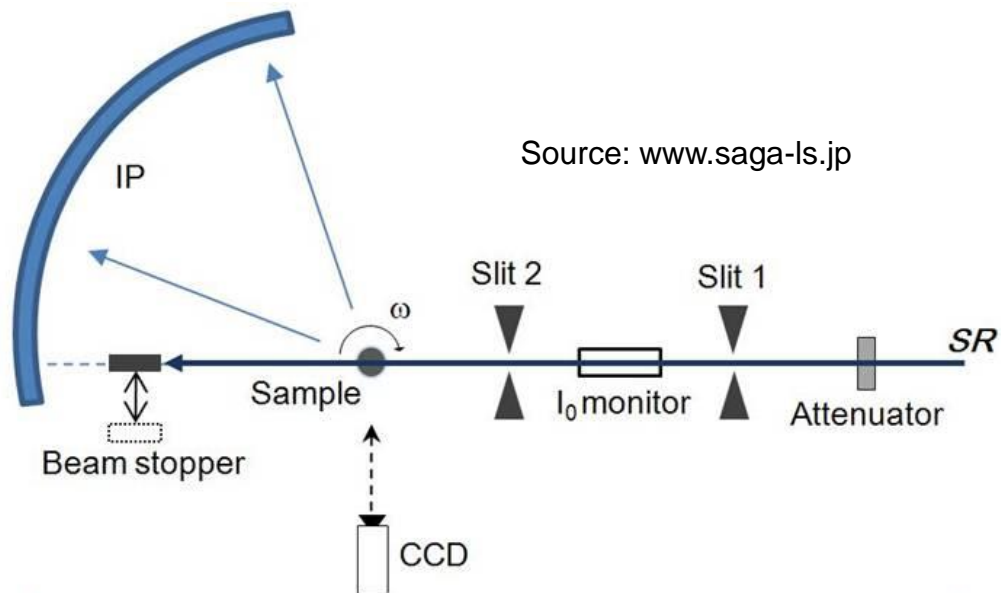 IP
Source: www.saga-ls.jp
Slit 2
Slit 1
ω
SR
Sample
I₀ monitor
Attenuator
Beam stopper
CCD